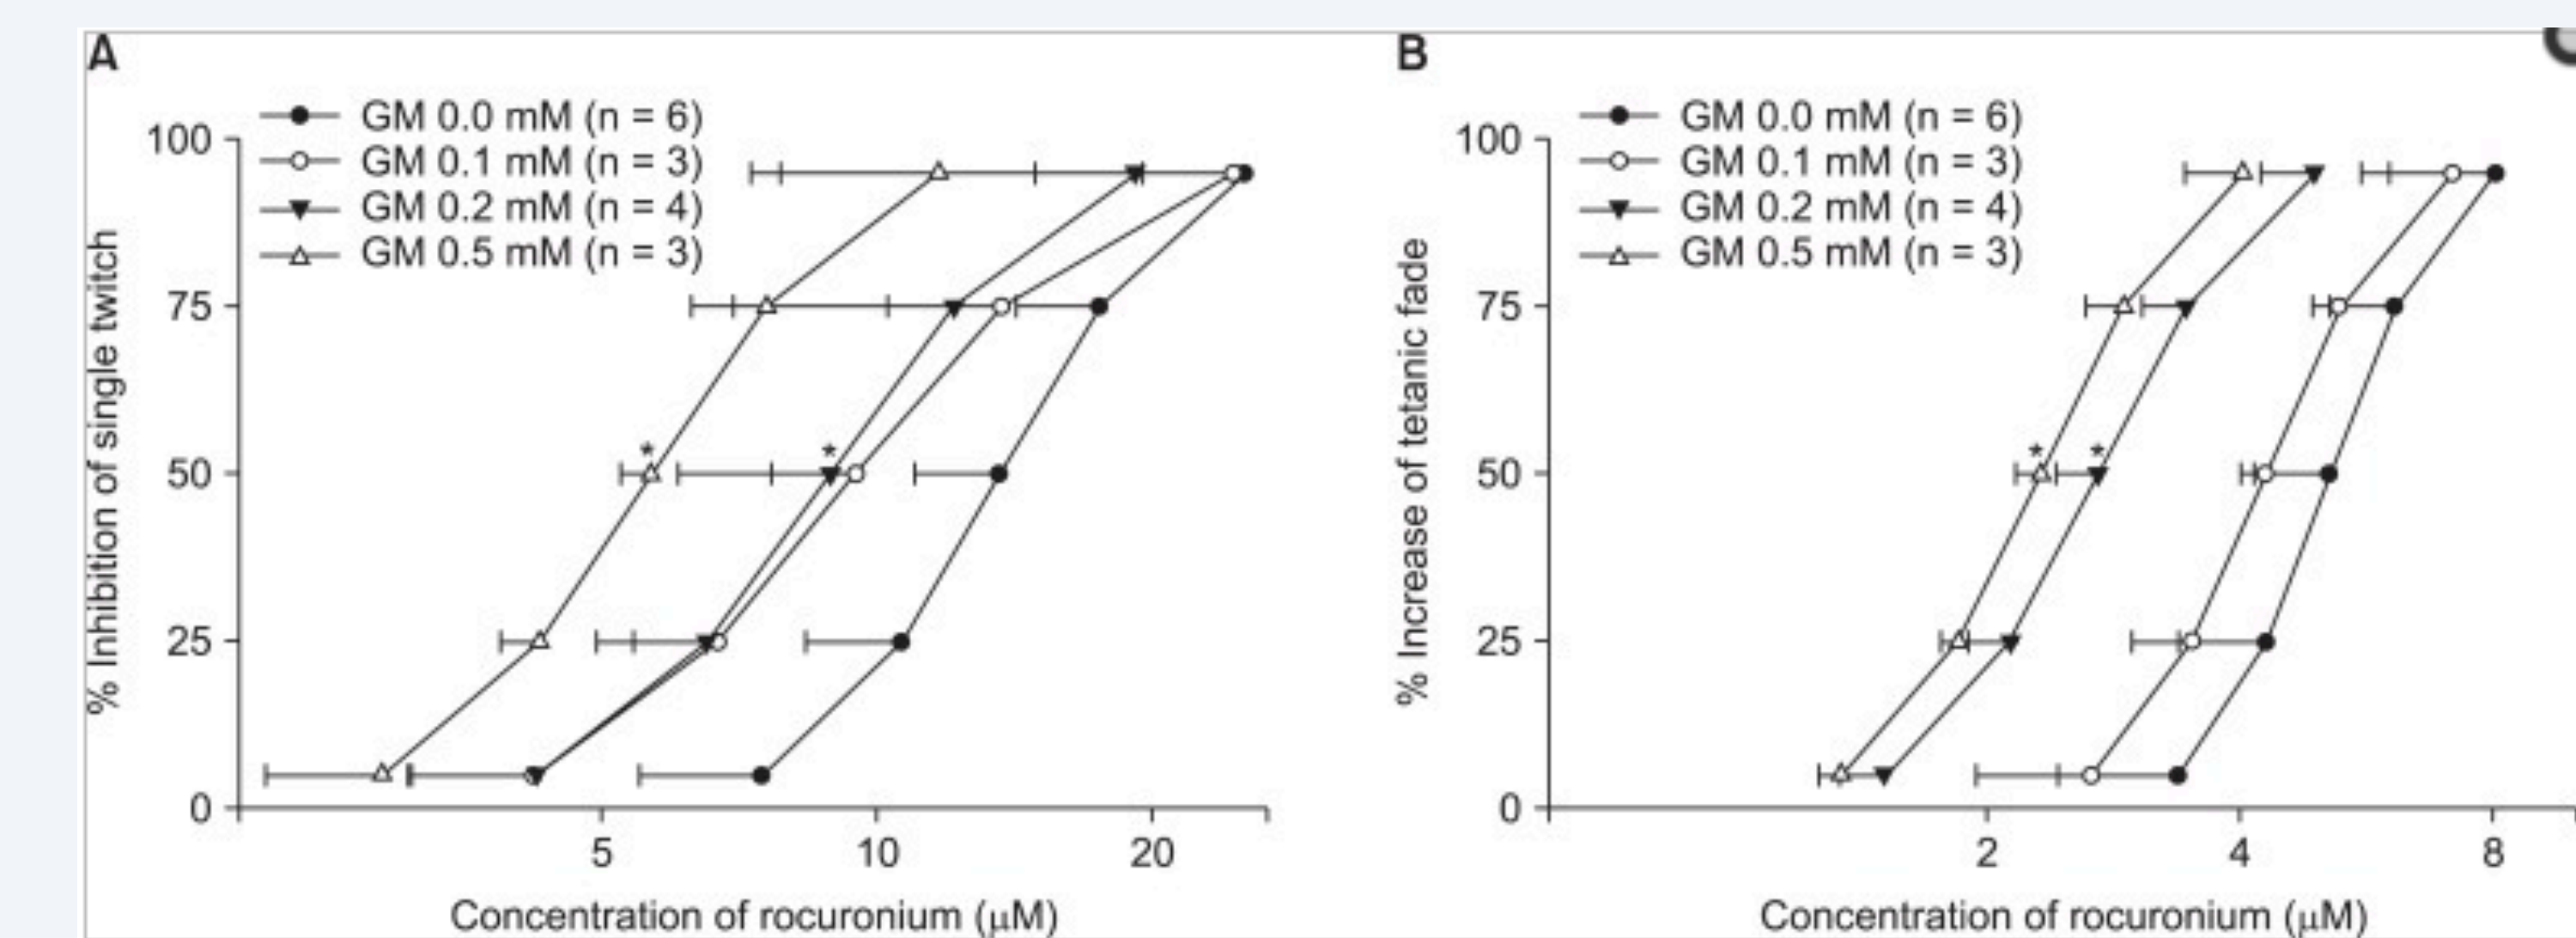 A
GM 0.0 mM (n = 6)
GM 0.1 mM (n = 3)
GM 0.2 mM (n = 4)
GM 0.5 mM (n = 3)
% Inhibition of single twitch
100
75
50
25
0
*
*
5
10
20
Concentration of rocuronium (μM)
B
GM 0.0 mM (n = 6)
GM 0.1 mM (n = 3)
GM 0.2 mM (n = 4)
GM 0.5 mM (n = 3)
% Increase of tetanic fade
100
75
50
25
0
*
*
2
4
8
Concentration of rocuronium (μM)